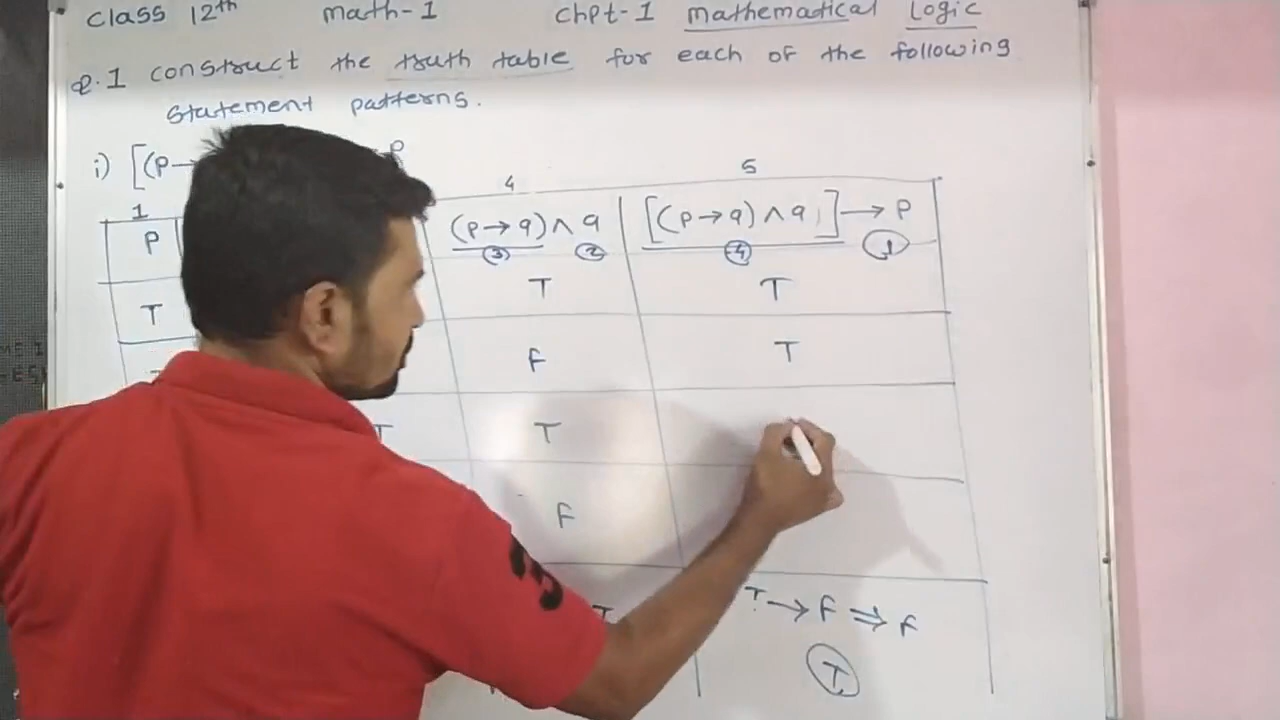 Class 12th math-1 Chpt-1 mathematical Logic
Q.1 construct the truth table for each of the following
statement patterns.
i) [(P→ P
1 4 5
P (p→q)∧q [(p→q)∧q]→p
3 2 4 1
T T T
F T
T T
F
T→F⇒F
T